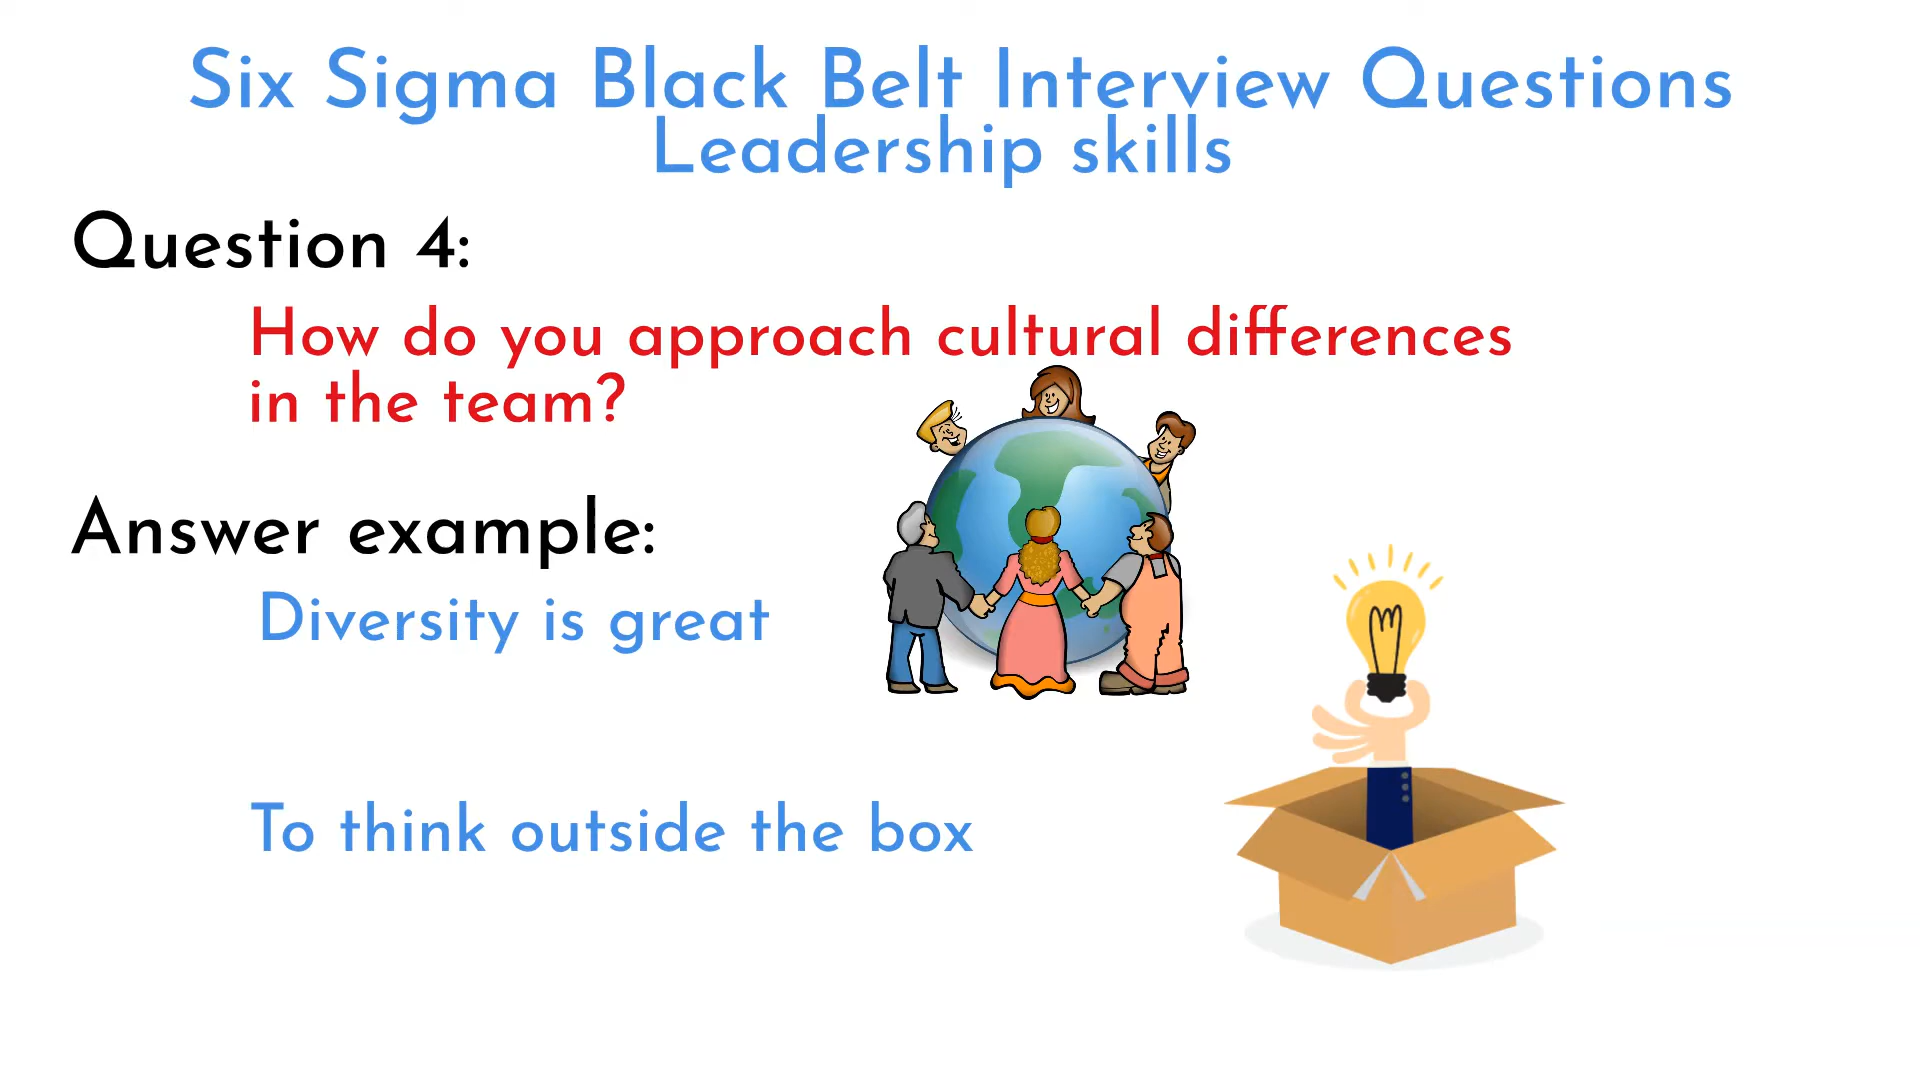 Six Sigma Black Belt Interview Questions
Leadership skills
Question 4:
How do you approach cultural differences
in the team?
Answer example:
Diversity is great
To think outside the box